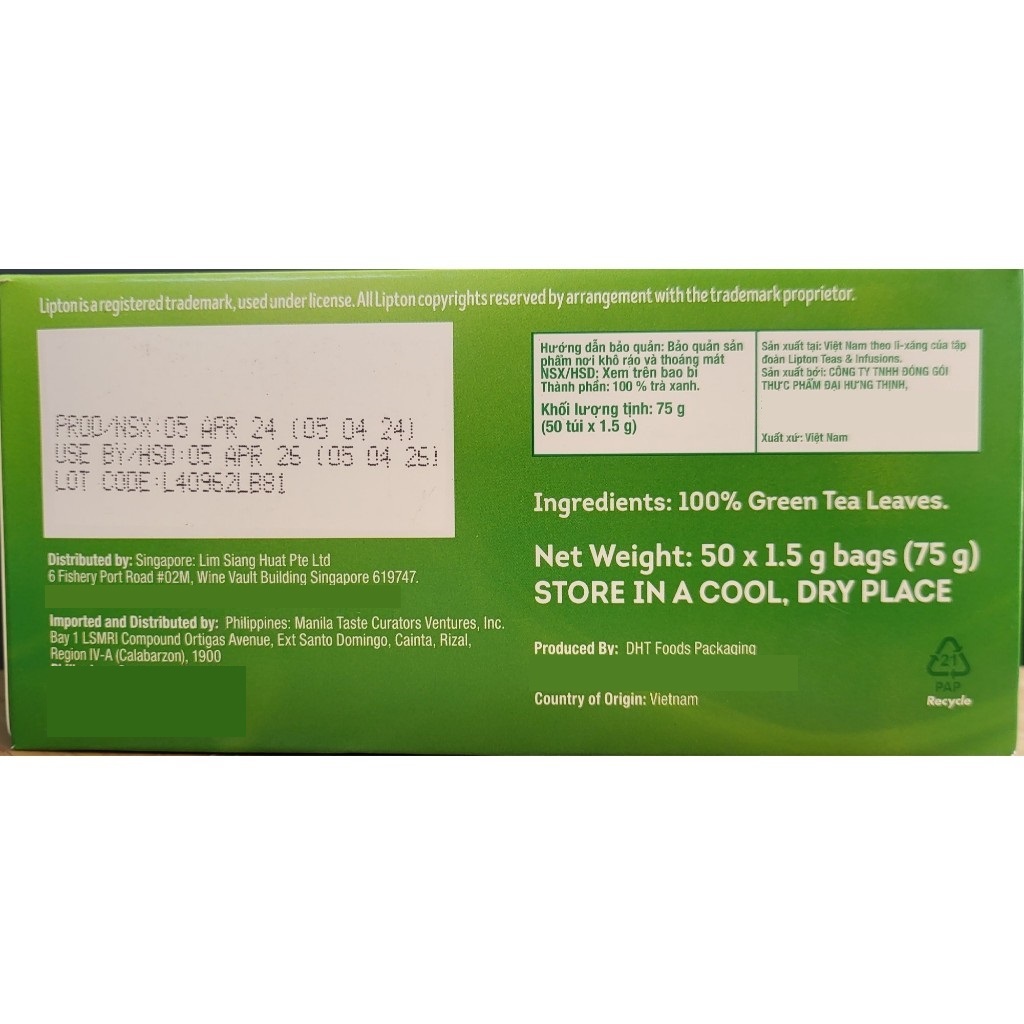 Lipton is a registered trademark, used under license. All Lipton copyrights reserved by arrangement with the trademark proprietor.
PROD/NSX:05 APR 24 (05 04 24)
USE BY/HSD:05 APR 26 (05 04 26)
LOT CODE:L40962LB81
Distributed by: Singapore: Lim Siang Huat Pte Ltd
6 Fishery Port Road #02M, Wine Vault Building Singapore 619747.
Imported and Distributed by: Philippines: Manila Taste Curators Ventures, Inc.
Bay 1 LSMRI Compound Ortigas Avenue, Ext Santo Domingo, Cainta, Rizal,
Region IV-A (Calabarzon), 1900
Hướng dẫn bảo quản: Bảo quản sản
phẩm nơi khô ráo và thoáng mát
NSX/HSD: Xem trên bao bì
Thành phần: 100 % trà xanh.
Khối lượng tịnh: 75 g
(50 túi x 1.5 g)
Sản xuất tại: Việt Nam theo li-xăng của tập
đoàn Lipton Teas & Infusions.
Sản xuất bởi: CÔNG TY TNHH ĐÓNG GÓI
THỰC PHẨM ĐẠI HƯNG THỊNH,
Xuất xứ: Việt Nam
Ingredients: 100% Green Tea Leaves.
Net Weight: 50 x 1.5 g bags (75 g)
STORE IN A COOL, DRY PLACE
Produced By: DHT Foods Packaging
Country of Origin: Vietnam
21
PAP
Recycle